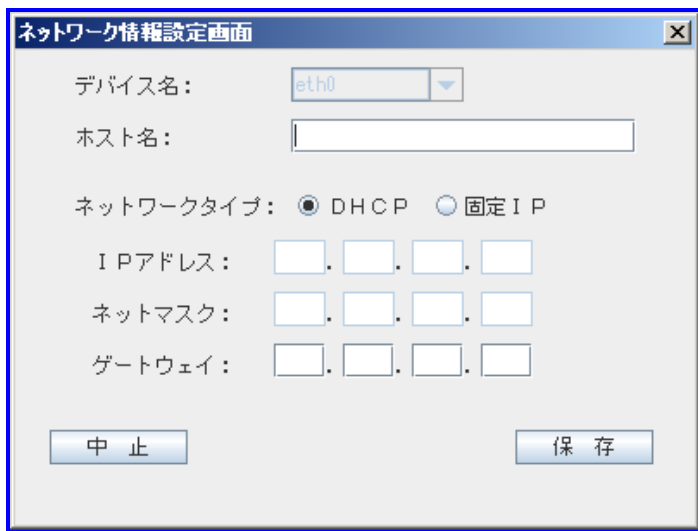 ネットワーク情報設定画面
デバイス名： eth0
ホスト名：
ネットワークタイプ： ＤＨＣＰ 固定ＩＰ
ＩＰアドレス： . . .
ネットマスク： . . .
ゲートウェイ： . . .
中　止 保　存